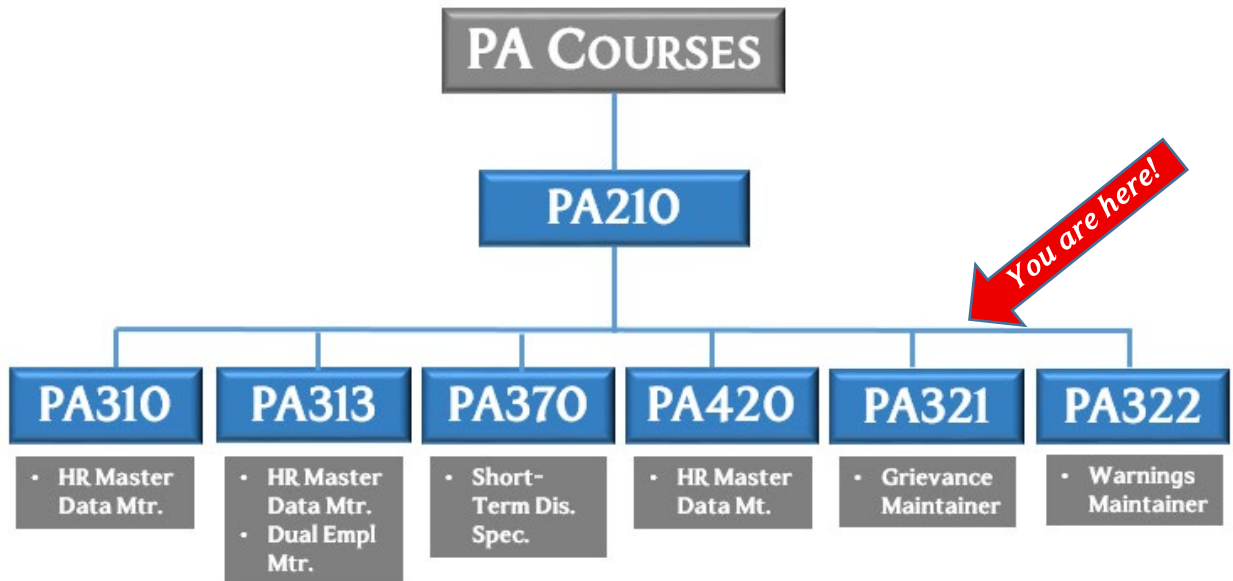 PA COURSES
PA210
You are here!
PA310
PA313
PA370
PA420
PA321
PA322
• HR Master
Data Mtr.
• HR Master
Data Mtr.
• Dual Empl
Mtr.
• Short-
Term Dis.
Spec.
• HR Master
Data Mt.
• Grievance
Maintainer
• Warnings
Maintainer